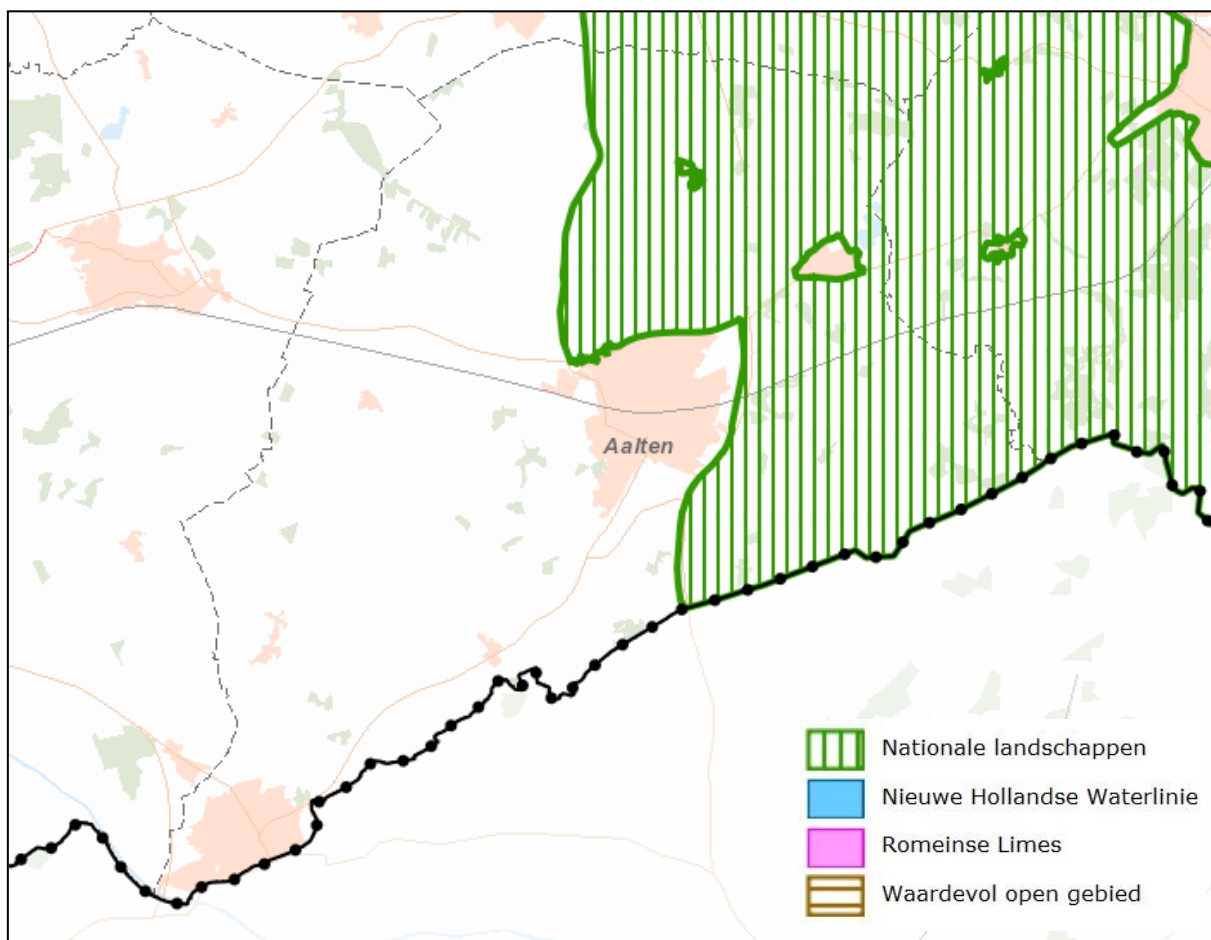 Aalten
Nationale landschappen
Nieuwe Hollandse Waterlinie
Romeinse Limes
Waardevol open gebied